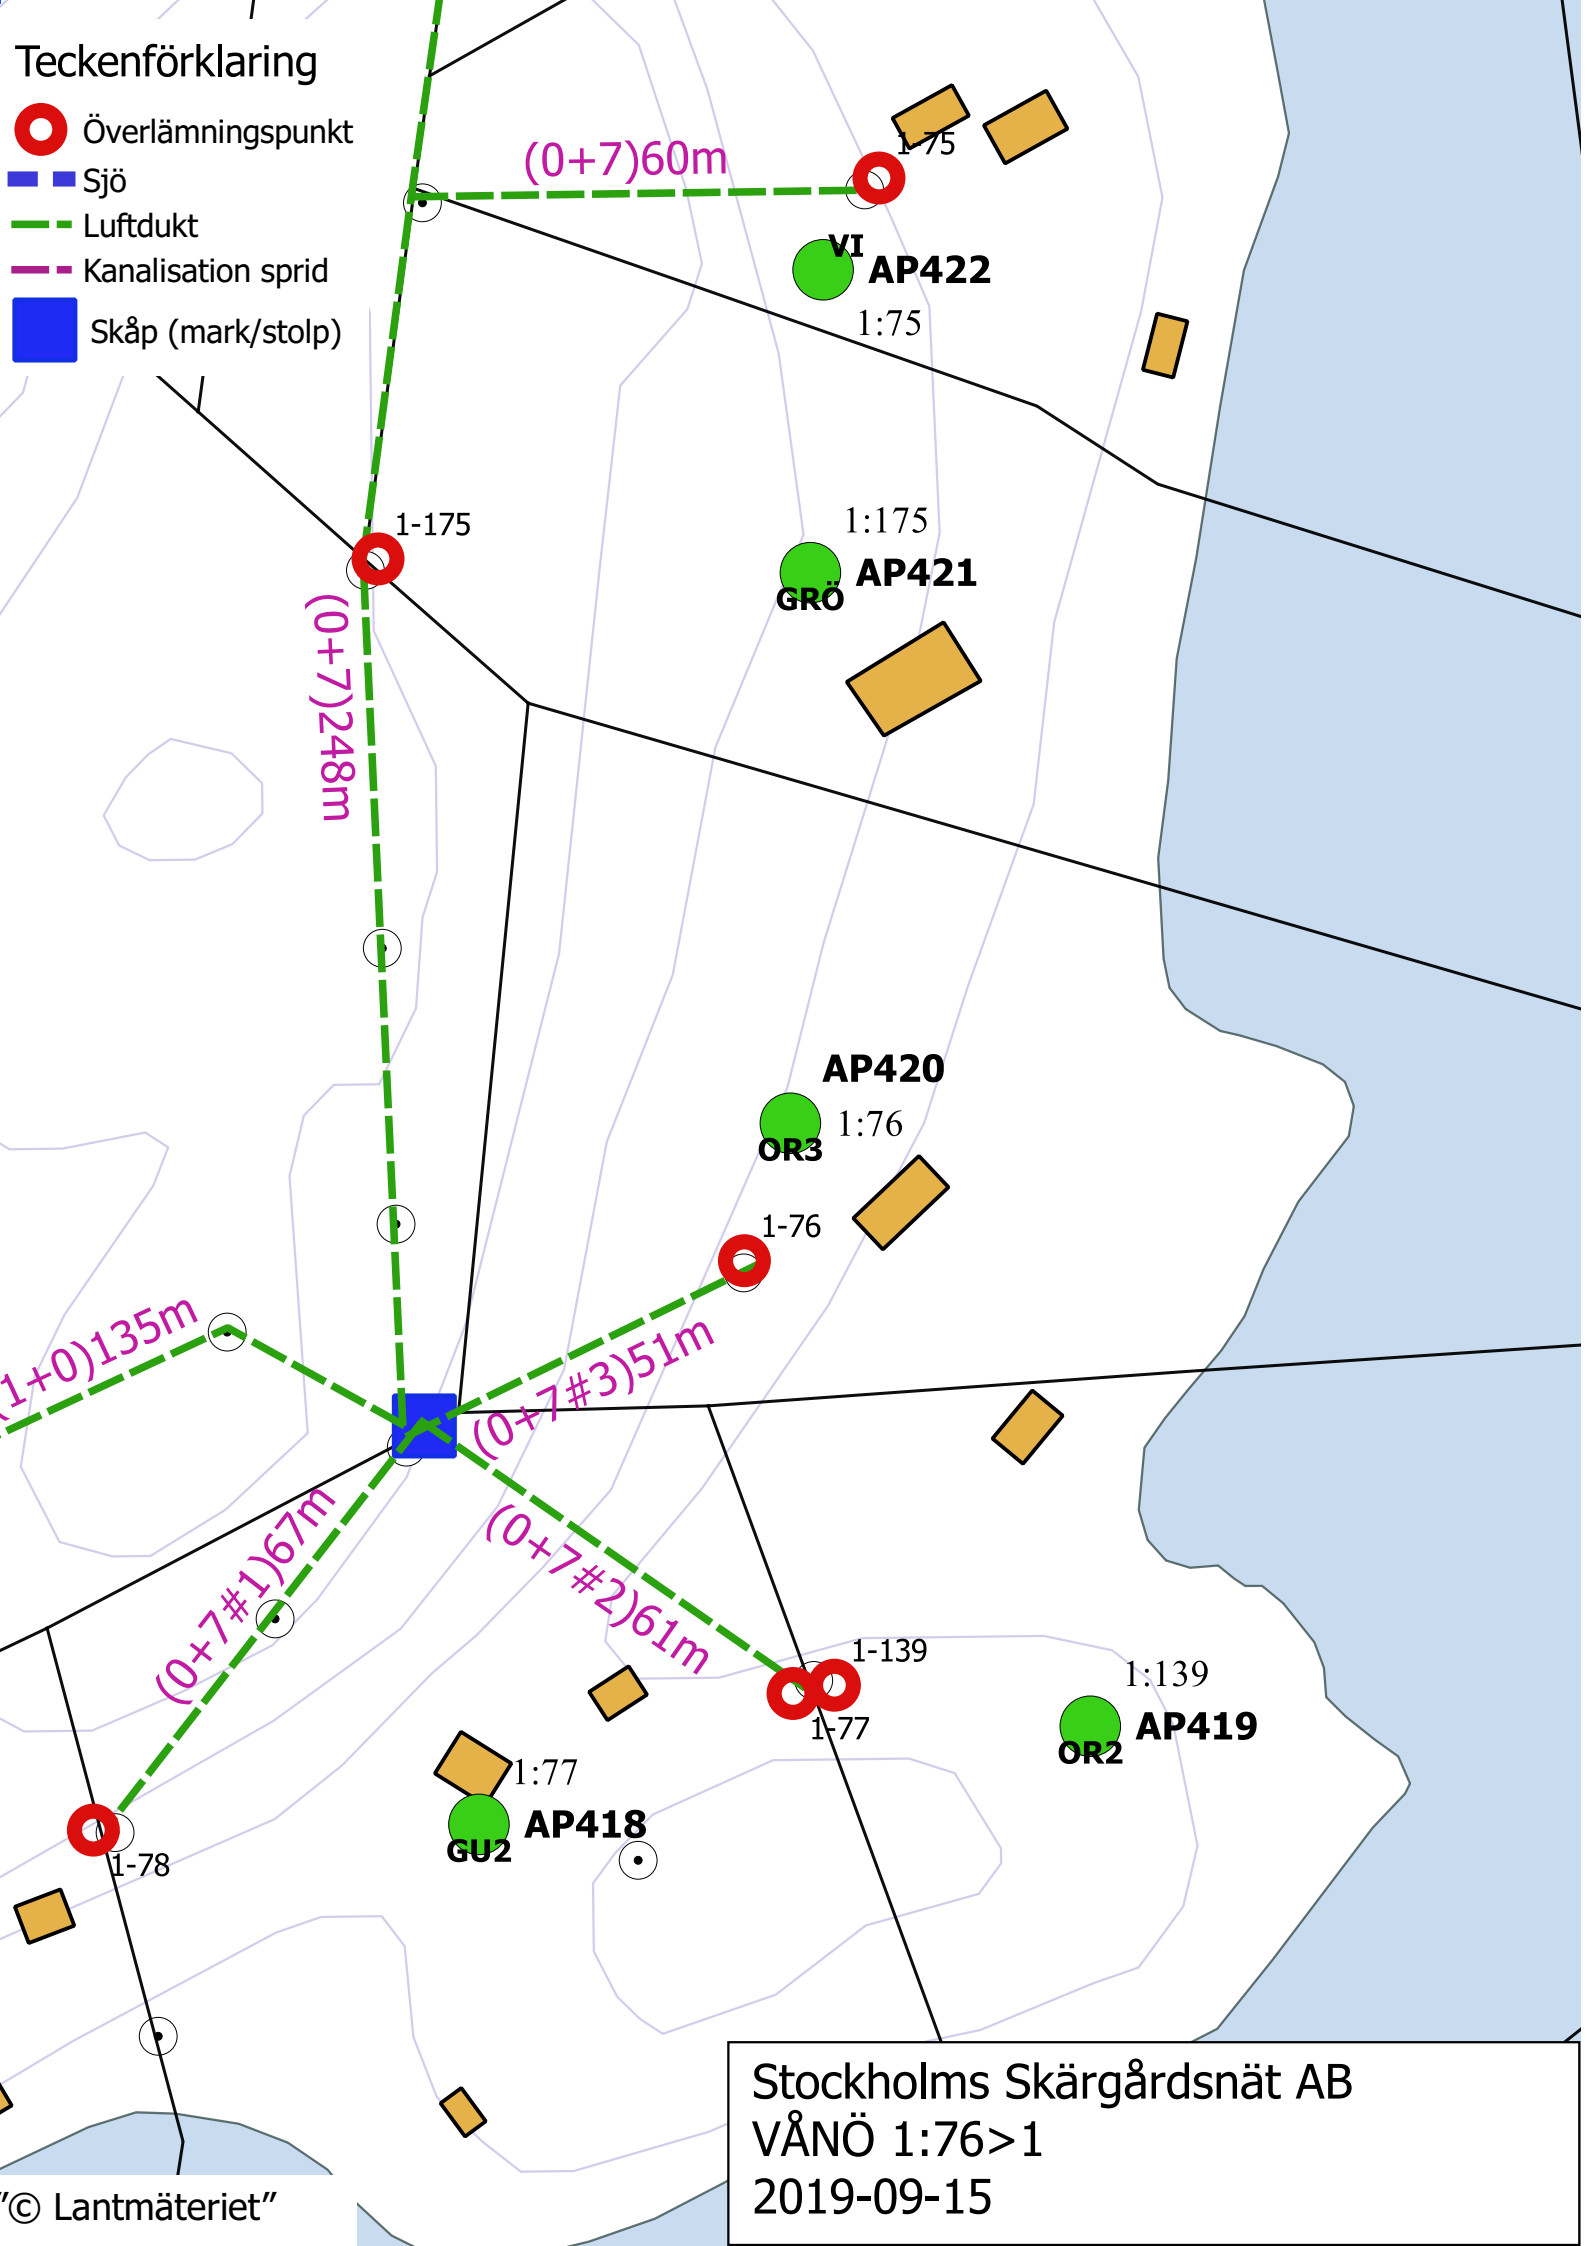 Teckenförklaring
Överlämningspunkt
Sjö
Luftdukt
Kanalisation sprid
Skåp (mark/stolp)
(0+7)60m
1-75
VI
AP422
1:75
1-175
1:175
AP421
GRÖ
(0+7)248m
AP420
1:76
OR3
1-76
(1+0)135m
(0+7#3)51m
(0+7#1)67m
(0+7#2)61m
1-139
1-77
1:139
AP419
OR2
1:77
AP418
GU2
1-78
Stockholms Skärgårdsnät AB
VÅNÖ 1:76>1
2019-09-15
"© Lantmäteriet"